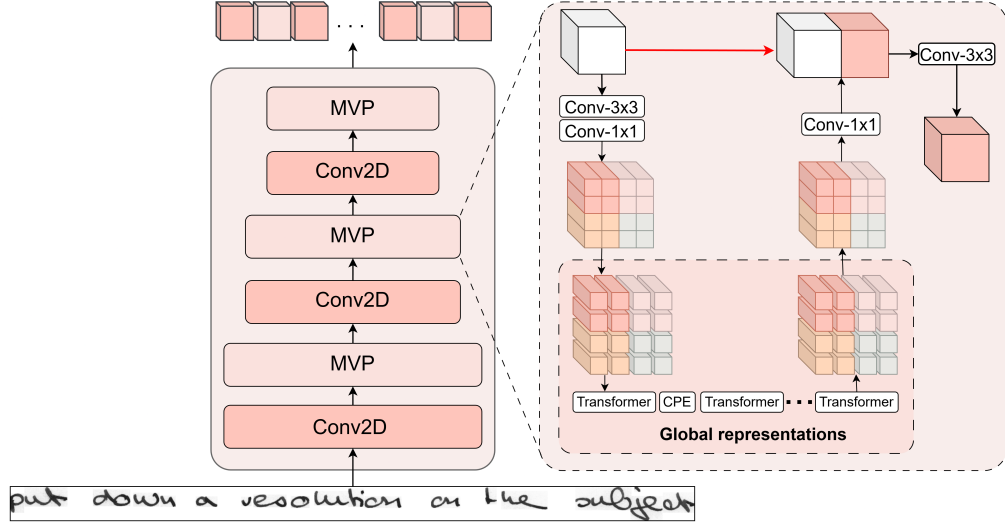 . . .
MVP
Conv2D
MVP
Conv2D
MVP
Conv2D
put down a resolution on the subject
Conv-3x3
Conv-1x1
Conv-3x3
Conv-1x1
Transformer CPE Transformer ... Transformer
Global representations